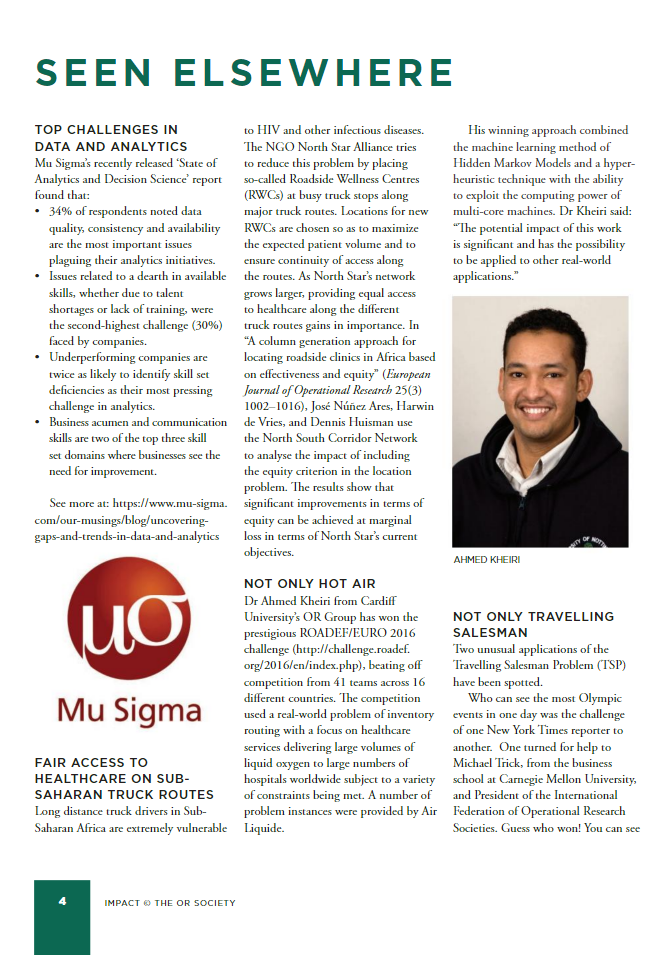 SEEN ELSEWHERE
TOP CHALLENGES IN
DATA AND ANALYTICS
Mu Sigma's recently released 'State of
Analytics and Decision Science' report
found that:
• 34% of respondents noted data
quality, consistency and availability
are the most important issues
plaguing their analytics initiatives.
• Issues related to a dearth in available
skills, whether due to talent
shortages or lack of training, were
the second-highest challenge (30%)
faced by companies.
• Underperforming companies are
twice as likely to identify skill set
deficiencies as their most pressing
challenge in analytics.
• Business acumen and communication
skills are two of the top three skill
set domains where businesses see the
need for improvement.
See more at: https://www.mu-sigma.
com/our-musings/blog/uncovering-
gaps-and-trends-in-data-and-analytics
μσ
Mu Sigma
FAIR ACCESS TO
HEALTHCARE ON SUB-
SAHARAN TRUCK ROUTES
Long distance truck drivers in Sub-
Saharan Africa are extremely vulnerable
to HIV and other infectious diseases.
The NGO North Star Alliance tries
to reduce this problem by placing
so-called Roadside Wellness Centres
(RWCs) at busy truck stops along
major truck routes. Locations for new
RWCs are chosen so as to maximize
the expected patient volume and to
ensure continuity of access along
the routes. As North Star's network
grows larger, providing equal access
to healthcare along the different
truck routes gains in importance. In
"A column generation approach for
locating roadside clinics in Africa based
on effectiveness and equity" (European
Journal of Operational Research 25(3)
1002–1016), José Núñez Ares, Harwin
de Vries, and Dennis Huisman use
the North South Corridor Network
to analyse the impact of including
the equity criterion in the location
problem. The results show that
significant improvements in terms of
equity can be achieved at marginal
loss in terms of North Star's current
objectives.
NOT ONLY HOT AIR
Dr Ahmed Kheiri from Cardiff
University's OR Group has won the
prestigious ROADEF/EURO 2016
challenge (http://challenge.roadef.
org/2016/en/index.php), beating off
competition from 41 teams across 16
different countries. The competition
used a real-world problem of inventory
routing with a focus on healthcare
services delivering large volumes of
liquid oxygen to large numbers of
hospitals worldwide subject to a variety
of constraints being met. A number of
problem instances were provided by Air
Liquide.
His winning approach combined
the machine learning method of
Hidden Markov Models and a hyper-
heuristic technique with the ability
to exploit the computing power of
multi-core machines. Dr Kheiri said:
"The potential impact of this work
is significant and has the possibility
to be applied to other real-world
applications."
AHMED KHEIRI
NOT ONLY TRAVELLING
SALESMAN
Two unusual applications of the
Travelling Salesman Problem (TSP)
have been spotted.
Who can see the most Olympic
events in one day was the challenge
of one New York Times reporter to
another. One turned for help to
Michael Trick, from the business
school at Carnegie Mellon University,
and President of the International
Federation of Operational Research
Societies. Guess who won! You can see
4
IMPACT © THE OR SOCIETY